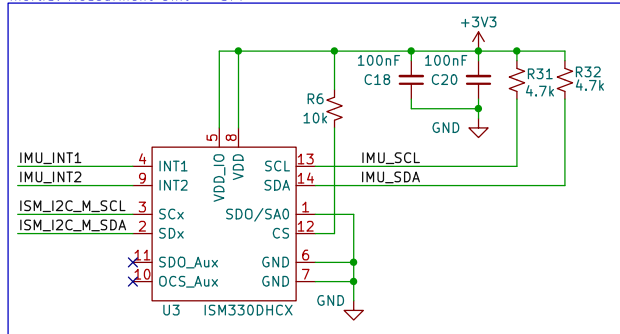 +3V3
100nF 100nF
C18 C20
R31 R32
4.7k 4.7k
R6
10k
GND
5 8
VDD_IO VDD
IMU_INT1 4 INT1 SCL 13 IMU_SCL
IMU_INT2 9 INT2 SDA 14 IMU_SDA
ISM_I2C_M_SCL 3 SCx SDO/SA0 1
ISM_I2C_M_SDA 2 SDx CS 12
11 SDO_Aux GND 6
10 OCS_Aux GND 7
U3 ISM330DHCX GND